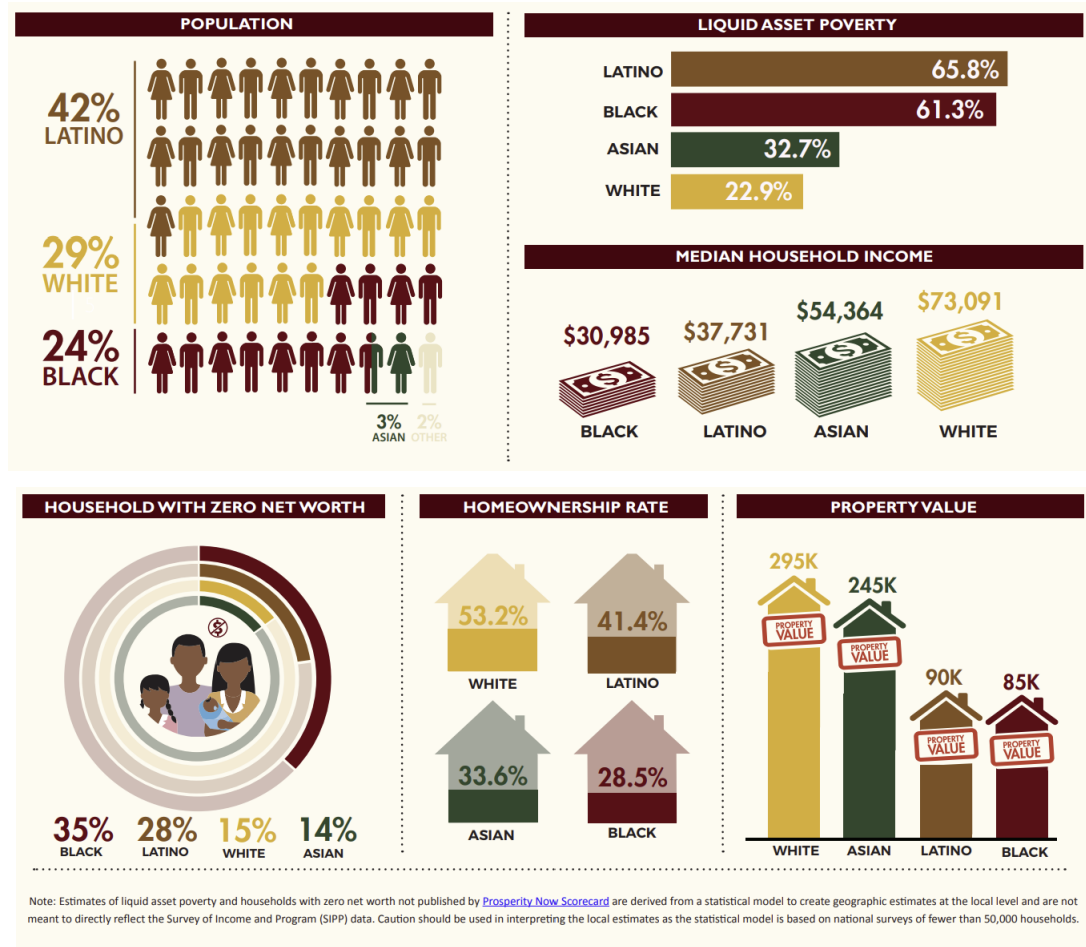 POPULATION
42%
LATINO
29%
WHITE
24%
BLACK
3%
ASIAN
2%
OTHER
LIQUID ASSET POVERTY
LATINO
65.8%
BLACK
61.3%
ASIAN
32.7%
WHITE
22.9%
MEDIAN HOUSEHOLD INCOME
$30,985
$37,731
$54,364
$73,091
$
$
$
$
BLACK
LATINO
ASIAN
WHITE
HOUSEHOLD WITH ZERO NET WORTH
$
35%
BLACK
28%
LATINO
15%
WHITE
14%
ASIAN
HOMEOWNERSHIP RATE
53.2%
WHITE
41.4%
LATINO
33.6%
ASIAN
28.5%
BLACK
PROPERTY VALUE
295K
PROPERTY
VALUE
WHITE
245K
PROPERTY
VALUE
ASIAN
90K
PROPERTY
VALUE
LATINO
85K
PROPERTY
VALUE
BLACK
Note: Estimates of liquid asset poverty and households with zero net worth not published by Prosperity Now Scorecard are derived from a statistical model to create geographic estimates at the local level and are not
meant to directly reflect the Survey of Income and Program (SIPP) data. Caution should be used in interpreting the local estimates as the statistical model is based on national surveys of fewer than 50,000 households.